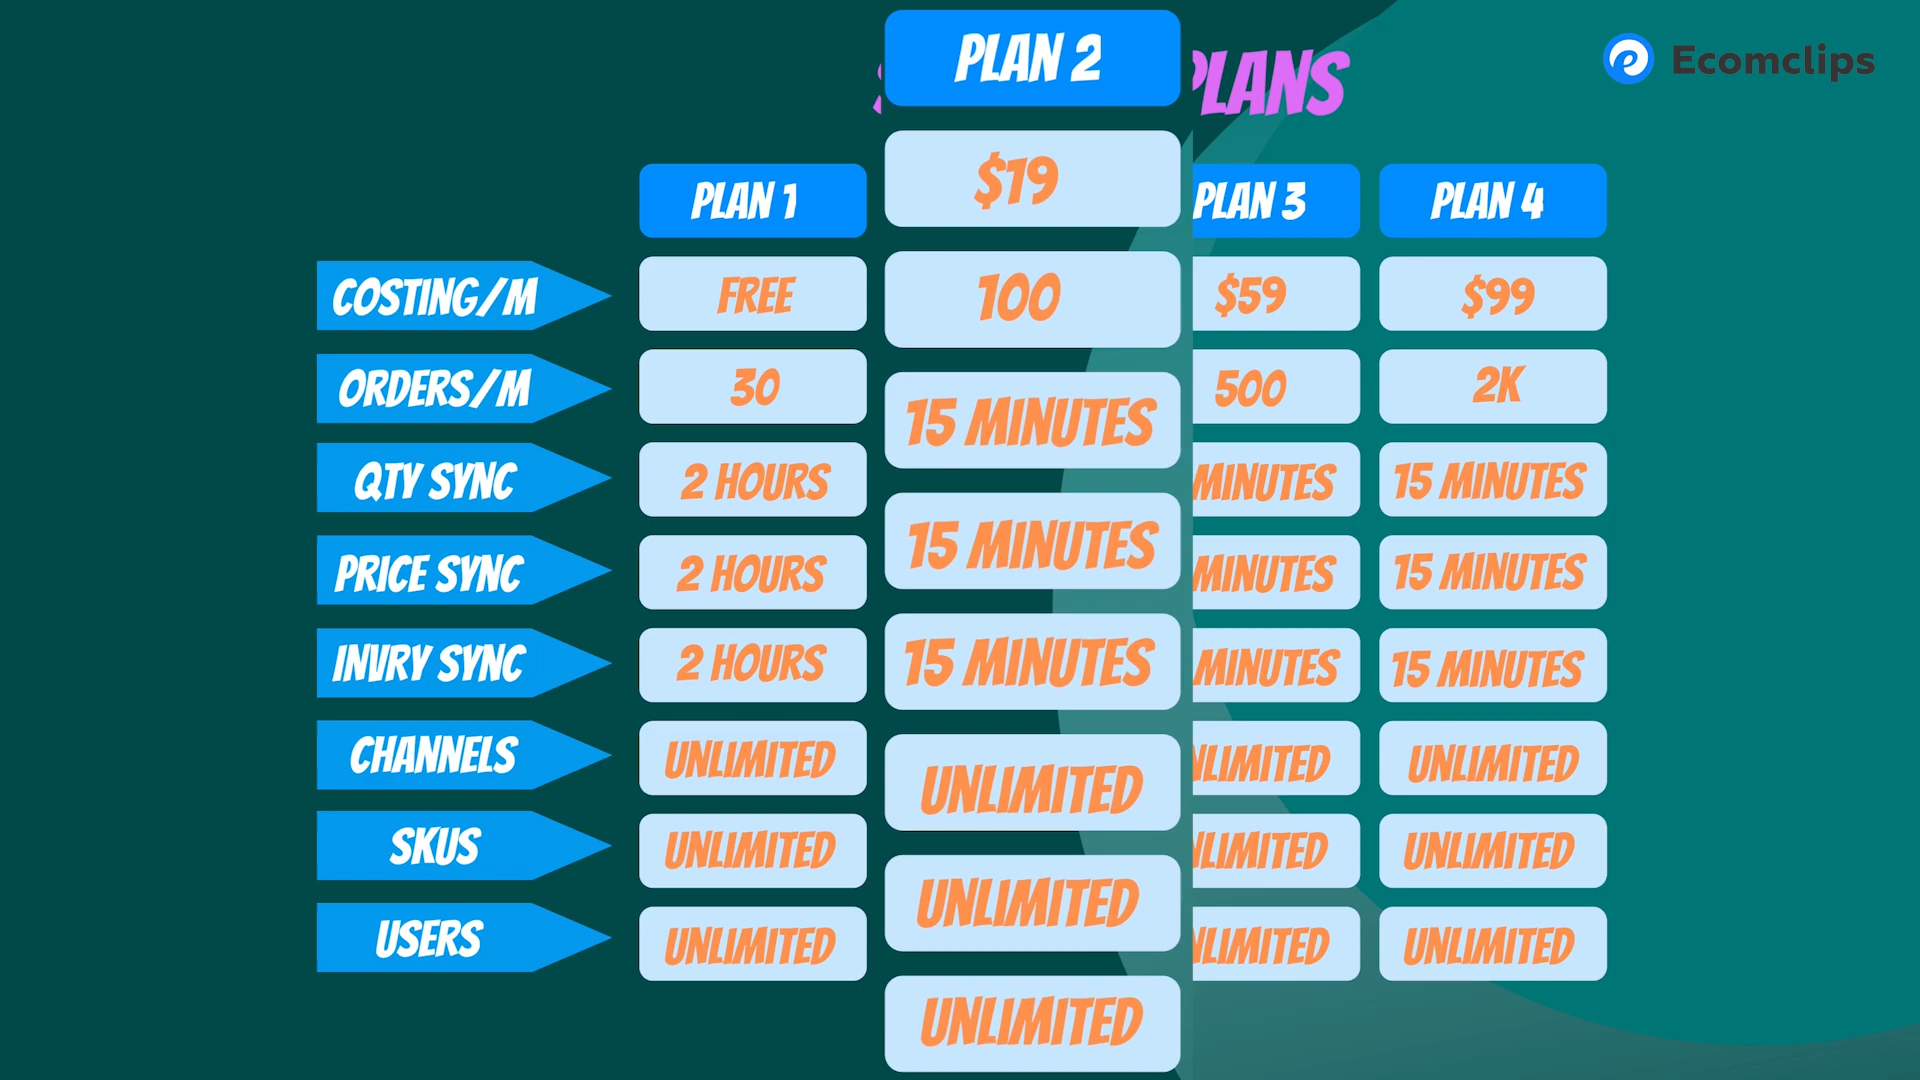 PLANS
Ecomclips
PLAN 1 PLAN 2 PLAN 3 PLAN 4
COSTING/M FREE $19 $59 $99
ORDERS/M 30 100 500 2K
QTY SYNC 2 HOURS 15 MINUTES MINUTES 15 MINUTES
PRICE SYNC 2 HOURS 15 MINUTES MINUTES 15 MINUTES
INVRY SYNC 2 HOURS 15 MINUTES MINUTES 15 MINUTES
CHANNELS UNLIMITED UNLIMITED UNLIMITED
SKUS UNLIMITED UNLIMITED UNLIMITED
USERS UNLIMITED UNLIMITED UNLIMITED